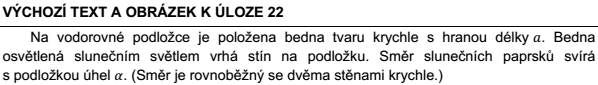 VÝCHOZÍ TEXT A OBRÁZEK K ÚLOZE 22
Na vodorovné podložce je položena bedna tvaru krychle s hranou délky a. Bedna
osvětlená slunečním světlem vrhá stín na podložku. Směr slunečních paprsků svírá
s podložkou úhel α. (Směr je rovnoběžný se dvěma stěnami krychle.)